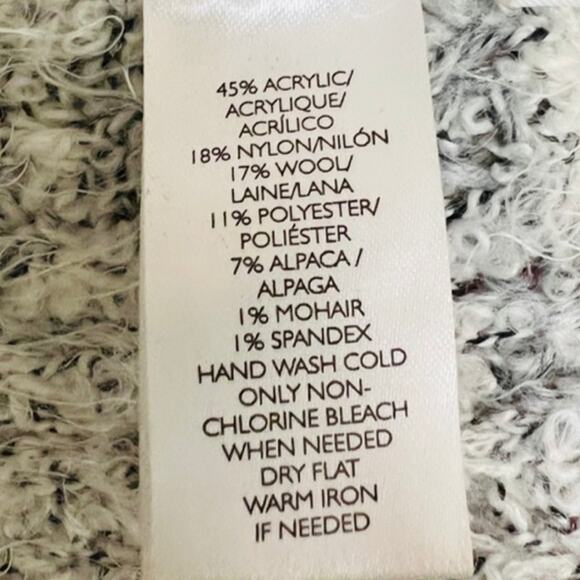 45% ACRYLIC/
ACRYLIQUE/
ACRÍLICO
18% NYLON/NILÓN
17% WOOL/
LAINE/LANA
11% POLYESTER/
POLIÉSTER
7% ALPACA /
ALPAGA
1% MOHAIR
1% SPANDEX
HAND WASH COLD
ONLY NON-
CHLORINE BLEACH
WHEN NEEDED
DRY FLAT
WARM IRON
IF NEEDED